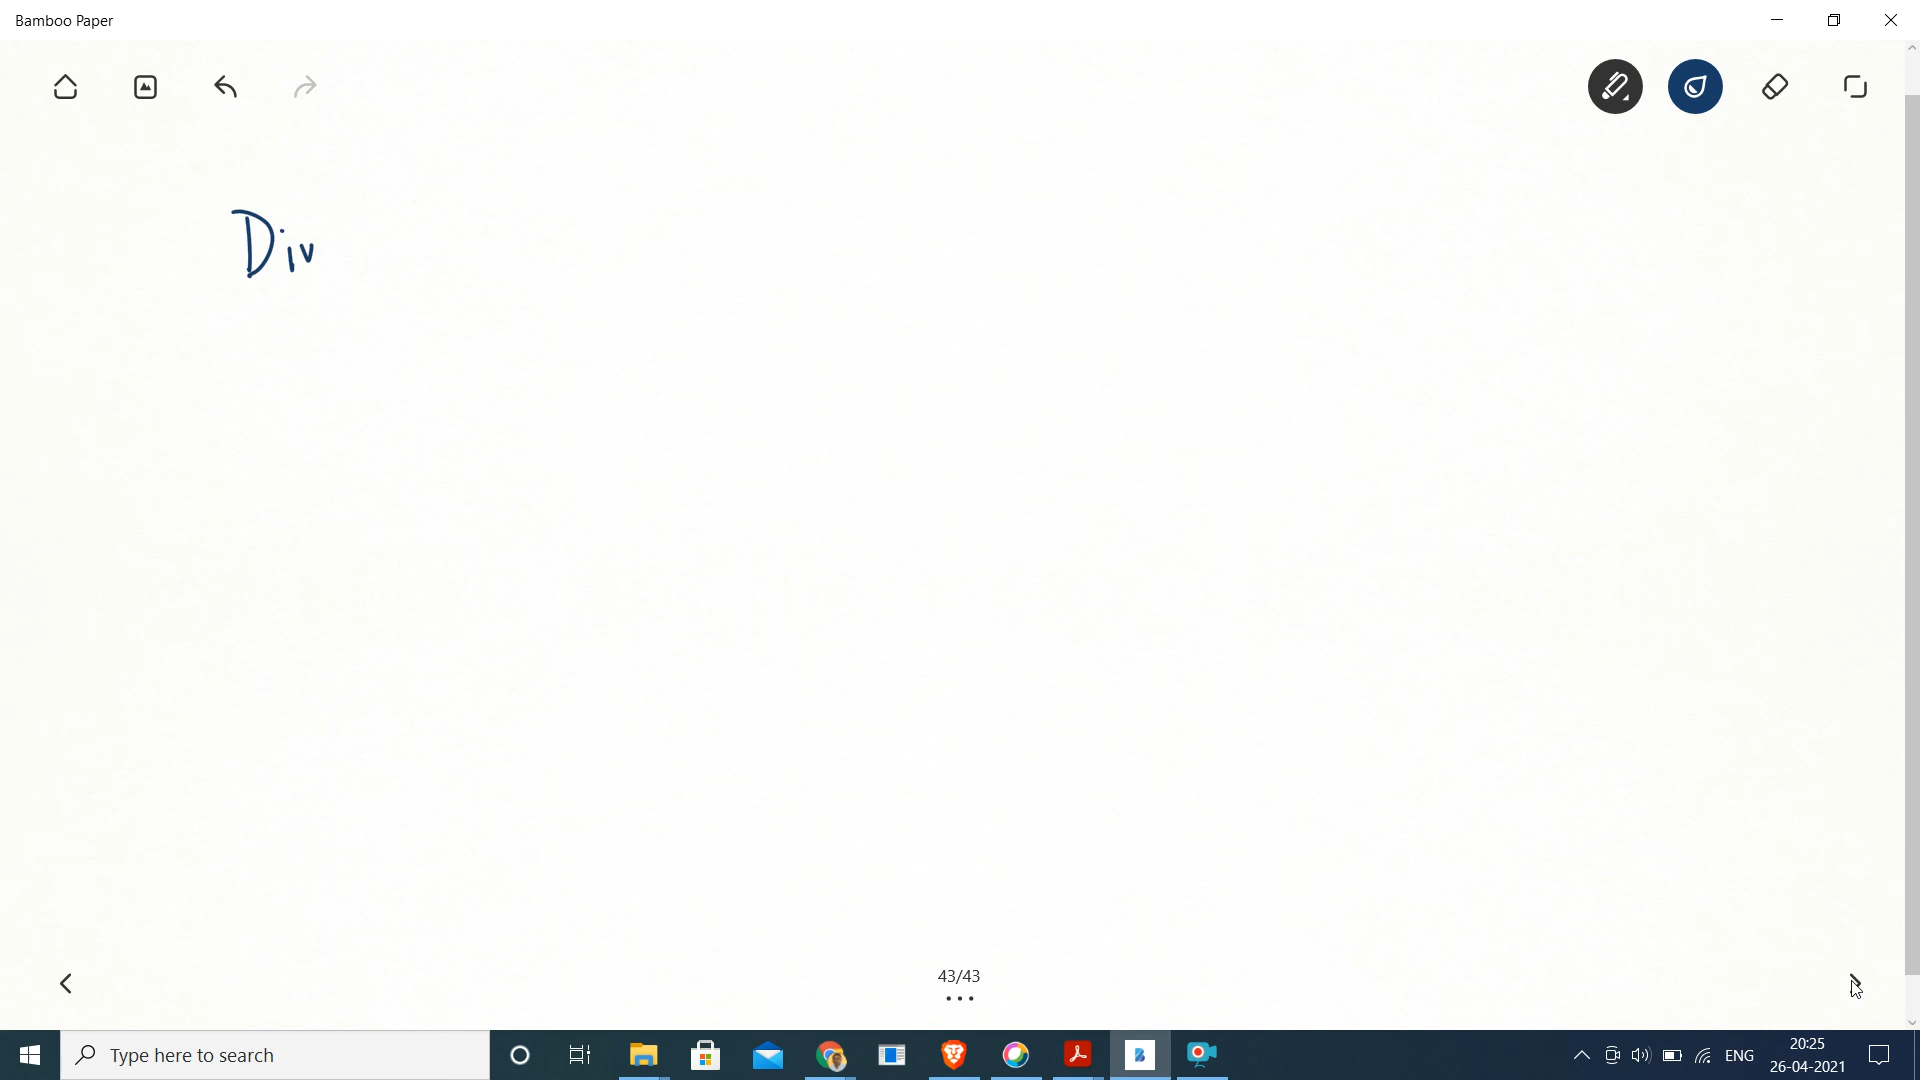 Bamboo Paper
Div
43/43
Type here to search
ENG
20:25
26-04-2021